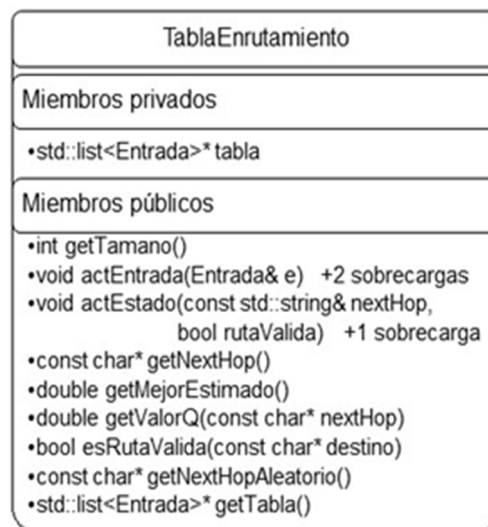 TablaEnrutamiento
Miembros privados
•std::list<Entrada>* tabla
Miembros públicos
•int getTamano()
•void actEntrada(Entrada& e) +2 sobrecargas
•void actEstado(const std::string& nextHop,
bool rutaValida) +1 sobrecarga
•const char* getNextHop()
•double getMejorEstimado()
•double getValorQ(const char* nextHop)
•bool esRutaValida(const char* destino)
•const char* getNextHopAleatorio()
•std::list<Entrada>* getTabla()